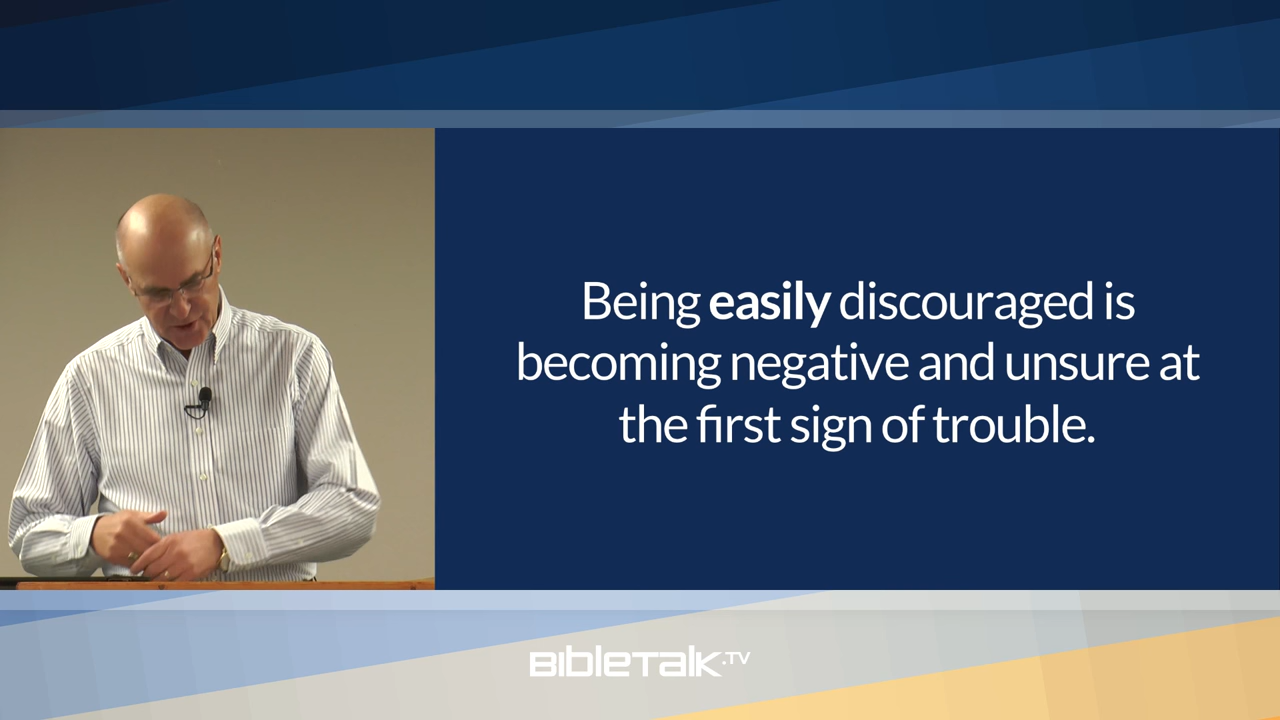 Being easily discouraged is
becoming negative and unsure at
the first sign of trouble.
BiBLeTalk.TV